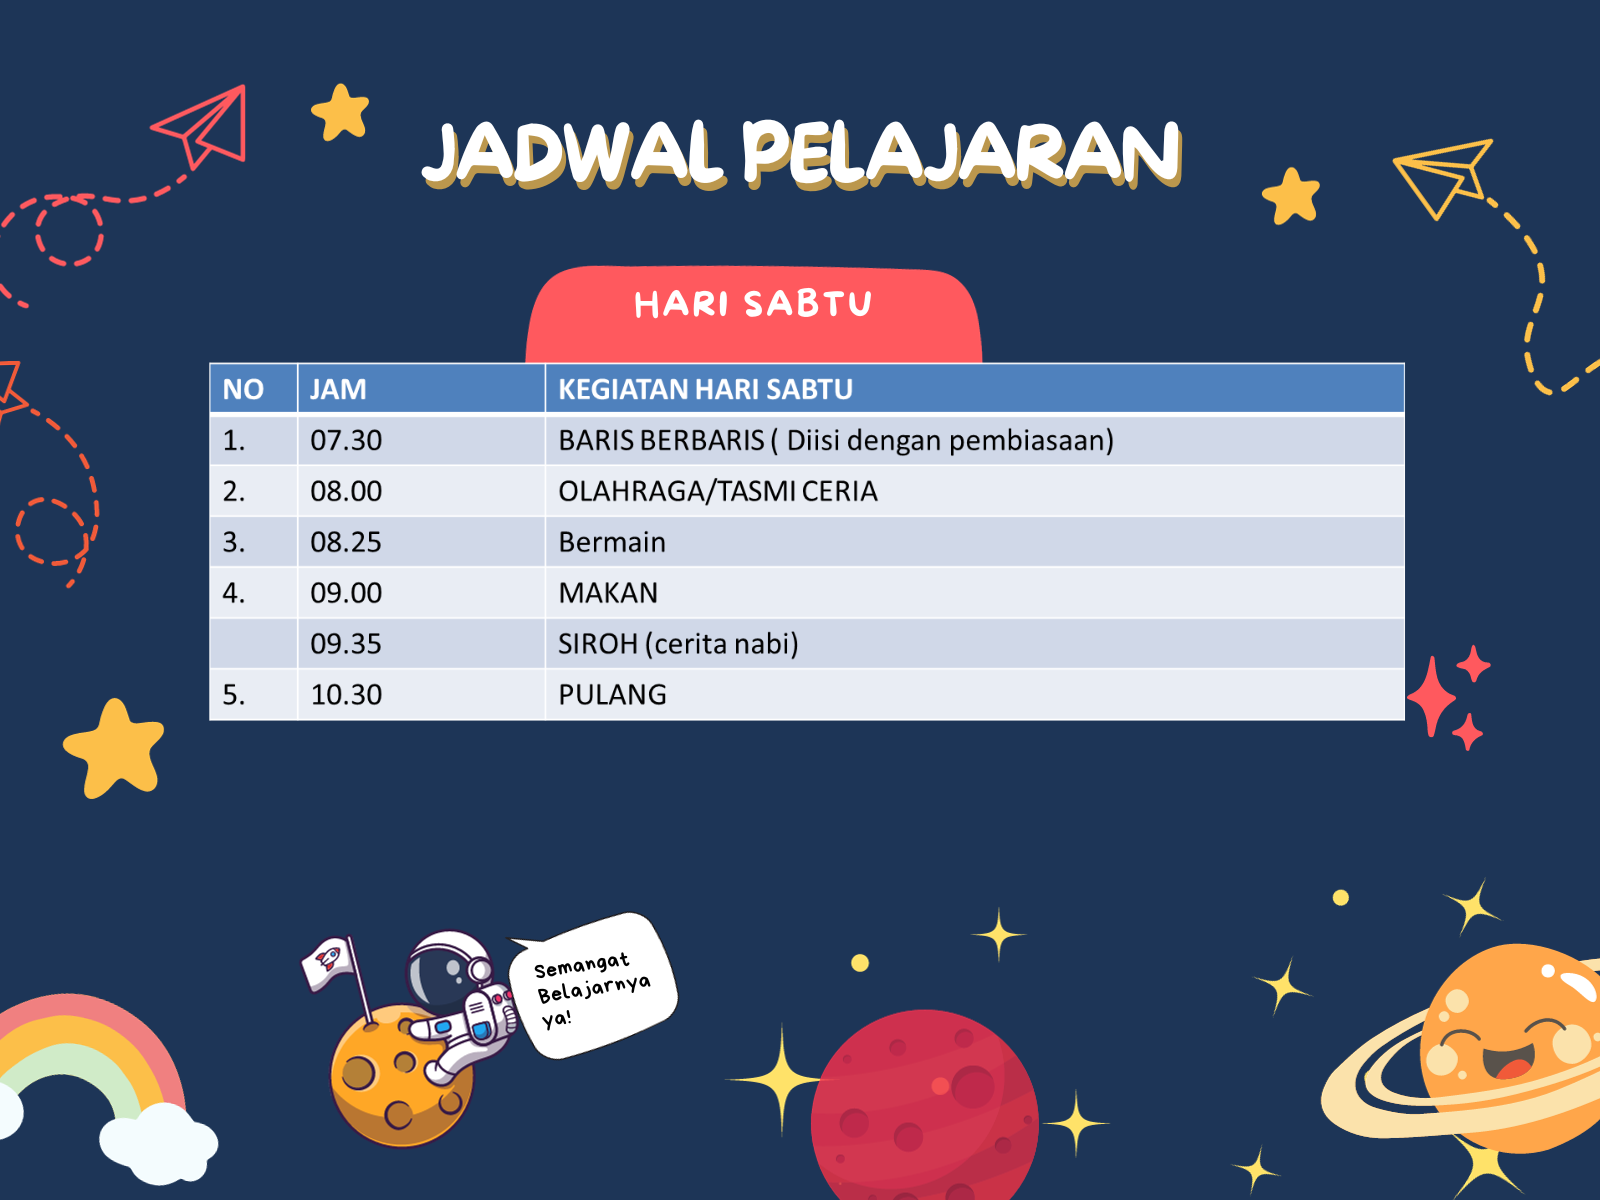 JADWAL PELAJARAN
HARI SABTU
NO JAM KEGIATAN HARI SABTU
1. 07.30 BARIS BERBARIS ( Diisi dengan pembiasaan)
2. 08.00 OLAHRAGA/TASMI CERIA
3. 08.25 Bermain
4. 09.00 MAKAN
09.35 SIROH (cerita nabi)
5. 10.30 PULANG
Semangat
Belajarnya
ya!